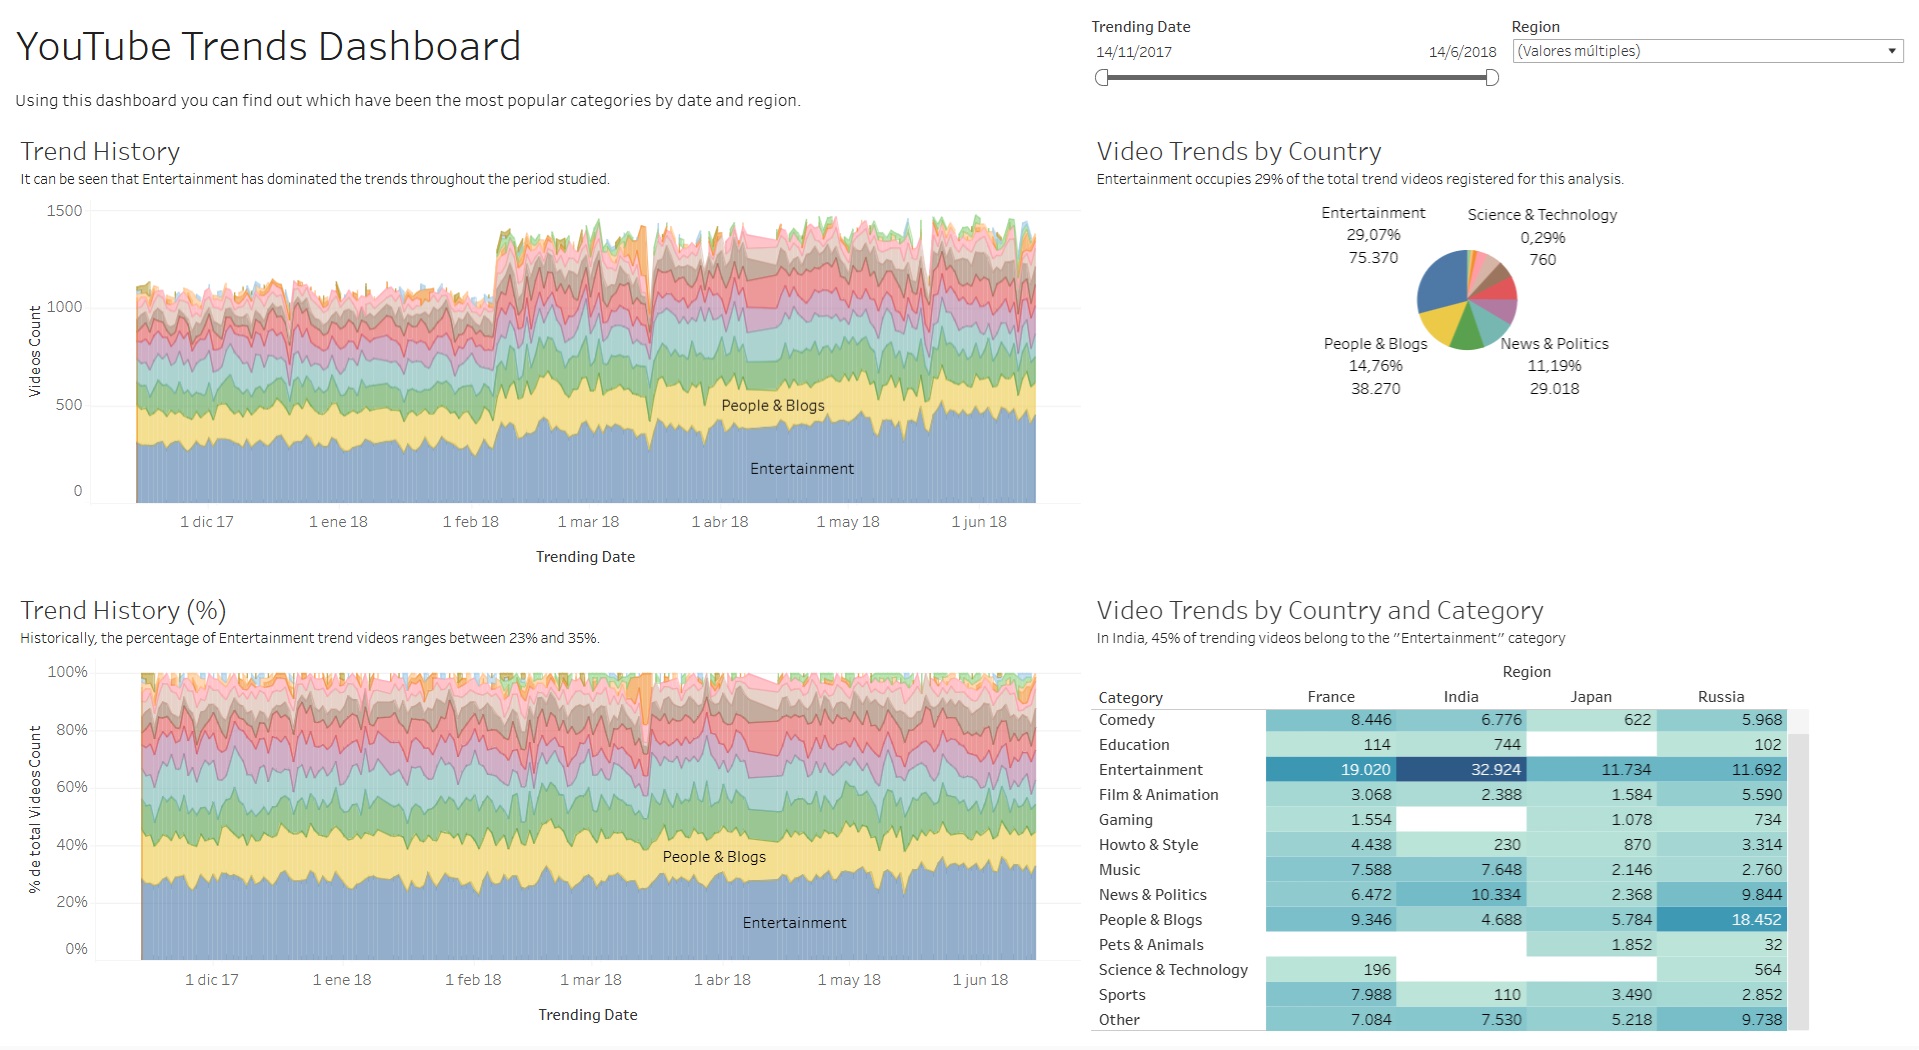 YouTube Trends Dashboard
Using this dashboard you can find out which have been the most popular categories by date and region.
Trending Date
14/11/2017
14/6/2018
Region
(Valores múltiples)
Trend History
It can be seen that Entertainment has dominated the trends throughout the period studied.
1500
1000
500
0
Videos Count
People & Blogs
Entertainment
1 dic 17
1 ene 18
1 feb 18
1 mar 18
1 abr 18
1 may 18
1 jun 18
Trending Date
Video Trends by Country
Entertainment occupies 29% of the total trend videos registered for this analysis.
Entertainment
29,07%
75.370
Science & Technology
0,29%
760
People & Blogs
14,76%
38.270
News & Politics
11,19%
29.018
Trend History (%)
Historically, the percentage of Entertainment trend videos ranges between 23% and 35%.
100%
80%
60%
40%
20%
0%
% de total Videos Count
People & Blogs
Entertainment
1 dic 17
1 ene 18
1 feb 18
1 mar 18
1 abr 18
1 may 18
1 jun 18
Trending Date
Video Trends by Country and Category
In India, 45% of trending videos belong to the "Entertainment" category
Region
Category France India Japan Russia
Comedy 8.446 6.776 622 5.968
Education 114 744 102
Entertainment 19.020 32.924 11.734 11.692
Film & Animation 3.068 2.388 1.584 5.590
Gaming 1.554 1.078 734
Howto & Style 4.438 230 870 3.314
Music 7.588 7.648 2.146 2.760
News & Politics 6.472 10.334 2.368 9.844
People & Blogs 9.346 4.688 5.784 18.452
Pets & Animals 1.852 32
Science & Technology 196 564
Sports 7.988 110 3.490 2.852
Other 7.084 7.530 5.218 9.738